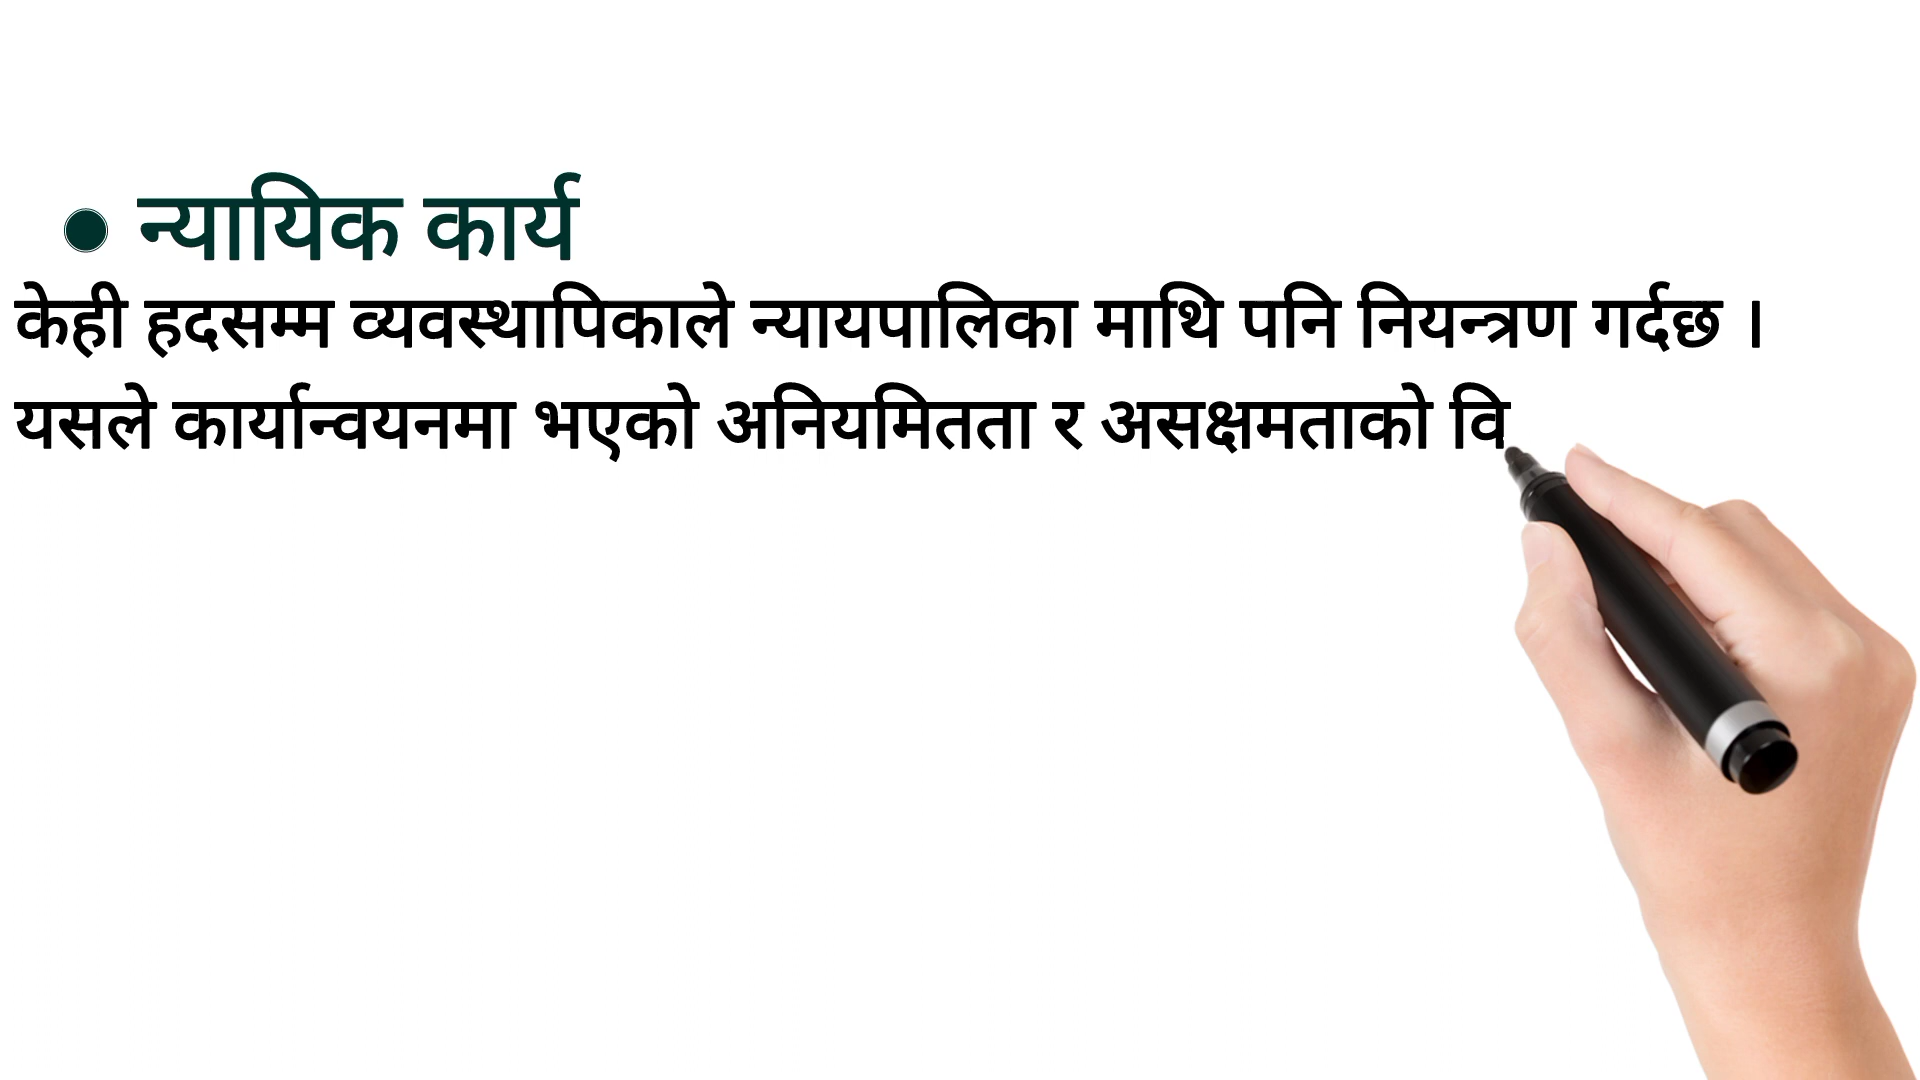 • न्यायिक कार्य
केही हदसम्म व्यवस्थापिकाले न्यायपालिका माथि पनि नियन्त्रण गर्दछ ।
यसले कार्यान्वयनमा भएको अनियमितता र असक्षमताको वि